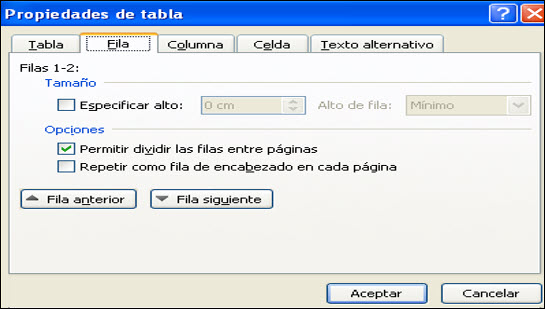 Propiedades de tabla
Tabla Fila Columna Celda Texto alternativo
Filas 1-2:
Tamaño
Especificar alto: 0 cm Alto de fila: Mínimo
Opciones
Permitir dividir las filas entre páginas
Repetir como fila de encabezado en cada página
Fila anterior Fila siguiente
Aceptar Cancelar